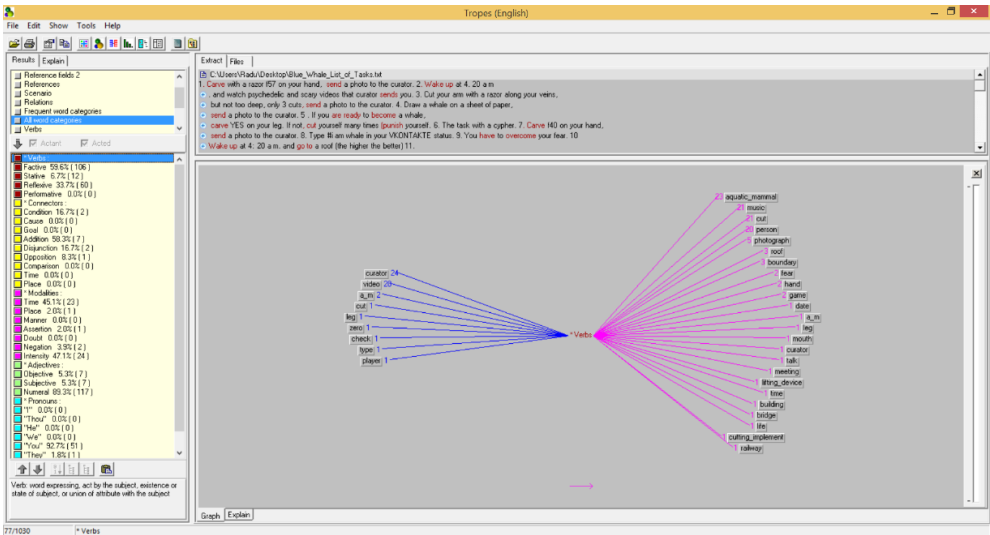 Tropes (English)
File Edit Show Tools Help
Results Explain
Reference fields 2
References
Scenario
Relations
Frequent word categories
All word categories
Verbs
Actant Acted
* Verbs :
Factive 59.6% ( 106 )
Stative 6.7% ( 12 )
Reflexive 33.7% ( 60 )
Performative 0.0% ( 0 )
* Connectors :
Condition 16.7% ( 2 )
Cause 0.0% ( 0 )
Goal 0.0% ( 0 )
Addition 58.3% ( 7 )
Disjunction 16.7% ( 2 )
Opposition 8.3% ( 1 )
Comparison 0.0% ( 0 )
Time 0.0% ( 0 )
Place 0.0% ( 0 )
* Modalities :
Time 45.1% ( 23 )
Place 2.0% ( 1 )
Manner 0.0% ( 0 )
Assertion 2.0% ( 1 )
Doubt 0.0% ( 0 )
Negation 3.9% ( 2 )
Intensity 47.1% ( 24 )
* Adjectives :
Objective 5.3% ( 7 )
Subjective 5.3% ( 7 )
Numeral 89.3% ( 117 )
* Pronouns :
"I" 0.0% ( 0 )
"Thou" 0.0% ( 0 )
"He" 0.0% ( 0 )
"We" 0.0% ( 0 )
"You" 92.7% ( 51 )
"They" 1.8% ( 1 )
Verb: word expressing, act by the subject, existence or
state of subject, or union of attribute with the subject
Extract Files
C:\Users\Radu\Desktop\Blue_Whale_List_of_Tasks.txt
1. Carve with a razor f57 on your hand, send a photo to the curator. 2. Wake up at 4. 20 a.m
. and watch psychedelic and scary videos that curator sends you. 3. Cut your arm with a razor along your veins,
but not too deep, only 3 cuts, send a photo to the curator. 4. Draw a whale on a sheet of paper,
send a photo to the curator. 5 . If you are ready to become a whale,
carve YES on your leg. If not, cut yourself many times (punish yourself. 6. The task with a cypher. 7. Carve f40 on your hand,
send a photo to the curator. 8. Type #i am whale in your VKONTAKTE status. 9. You have to overcome your fear. 10
. Wake up at 4: 20 a.m. and go to a roof (the higher the better) 11.
curator 24
video 20
a_m 2
cut 1
leg 1
zero 1
check 1
type 1
player 1
* Verbs
23 aquatic_mammal
21 music
21 cut
20 person
5 photograph
3 roof
3 boundary
2 fear
2 hand
2 game
1 date
1 a_m
1 leg
1 mouth
1 curator
1 talk
1 meeting
1 lifting_device
1 time
1 building
1 bridge
1 life
1 cutting_implement
1 railway
Graph Explain
77/1030 * Verbs